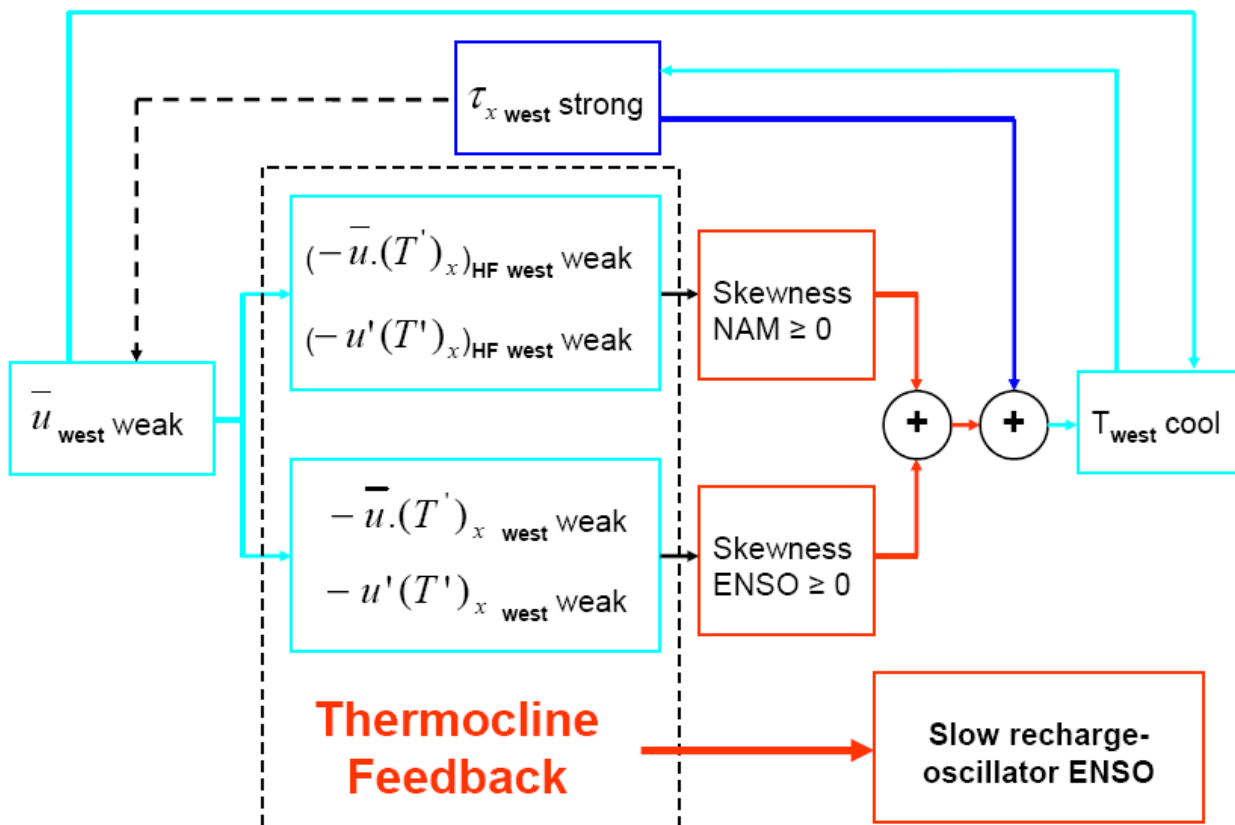 τx west strong
(−u̅.(T')x)HF west weak
(−u'(T')x)HF west weak
Skewness
NAM ≥ 0
u̅ west weak
+
+
Twest cool
−u̅.(T')x west weak
−u'(T')x west weak
Skewness
ENSO ≥ 0
Thermocline
Feedback
Slow recharge-
oscillator ENSO